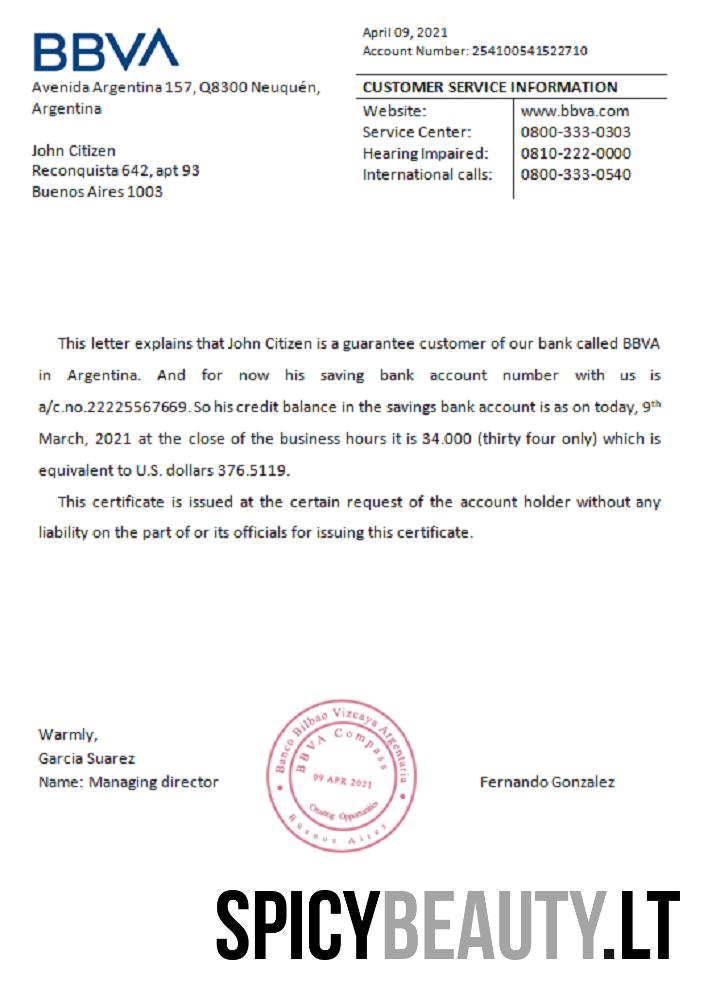 BBVA
Avenida Argentina 157, Q8300 Neuquén,
Argentina
John Citizen
Reconquista 642, apt 93
Buenos Aires 1003
April 09, 2021
Account Number: 254100541522710
CUSTOMER SERVICE INFORMATION
Website: www.bbva.com
Service Center: 0800-333-0303
Hearing Impaired: 0810-222-0000
International calls: 0800-333-0540
This letter explains that John Citizen is a guarantee customer of our bank called BBVA
in Argentina. And for now his saving bank account number with us is
a/c.no.22225567669. So his credit balance in the savings bank account is as on today, 9th
March, 2021 at the close of the business hours it is 34.000 (thirty four only) which is
equivalent to U.S. dollars 376.5119.
This certificate is issued at the certain request of the account holder without any
liability on the part of or its officials for issuing this certificate.
Warmly,
Garcia Suarez
Name: Managing director
Banco Bilbao Vizcaya Argentaria
BBVA Compass
09 APR 2021
Creating Opportunities
Buenos Aires
Fernando Gonzalez
SPICYBEAUTY.LT